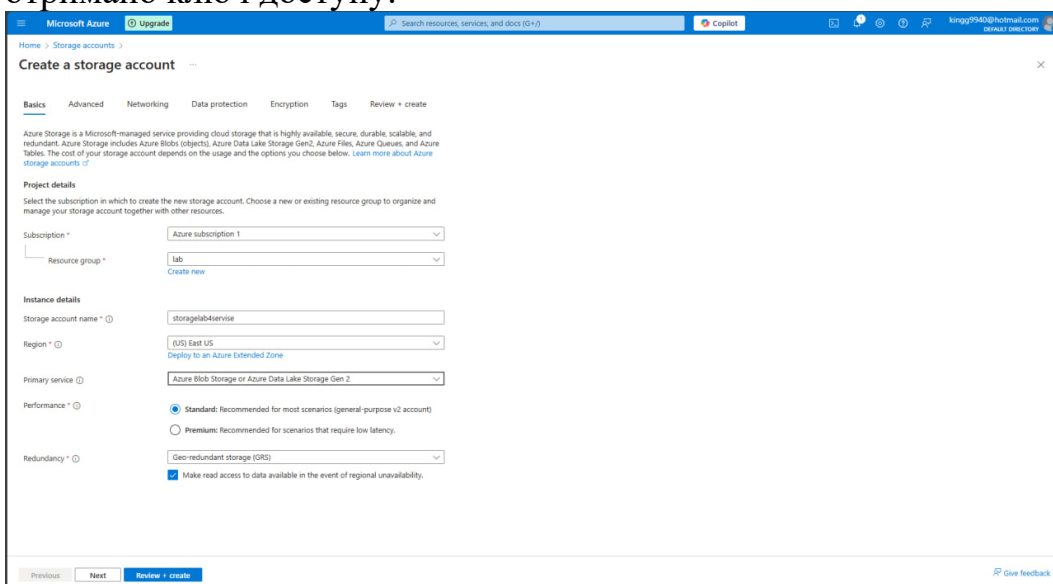 отримано ключі доступу.
Microsoft Azure
Upgrade
Search resources, services, and docs (G+/)
Copilot
kingg9940@hotmail.com
DEFAULT DIRECTORY
Home > Storage accounts >
Create a storage account ...
Basics Advanced Networking Data protection Encryption Tags Review + create
Azure Storage is a Microsoft-managed service providing cloud storage that is highly available, secure, durable, scalable, and
redundant. Azure Storage includes Azure Blobs (objects), Azure Data Lake Storage Gen2, Azure Files, Azure Queues, and Azure
Tables. The cost of your storage account depends on the usage and the options you choose below. Learn more about Azure
storage accounts
Project details
Select the subscription in which to create the new storage account. Choose a new or existing resource group to organize and
manage your storage account together with other resources.
Subscription * Azure subscription 1
Resource group * lab
Create new
Instance details
Storage account name * storagelab4servise
Region * (US) East US
Deploy to an Azure Extended Zone
Primary service Azure Blob Storage or Azure Data Lake Storage Gen 2
Performance * Standard: Recommended for most scenarios (general-purpose v2 account)
Premium: Recommended for scenarios that require low latency.
Redundancy * Geo-redundant storage (GRS)
Make read access to data available in the event of regional unavailability.
Previous Next Review + create
Give feedback